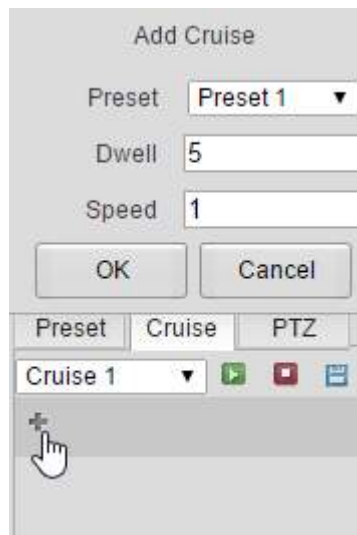 Add Cruise
Preset Preset 1
Dwell 5
Speed 1
OK Cancel
Preset Cruise PTZ
Cruise 1